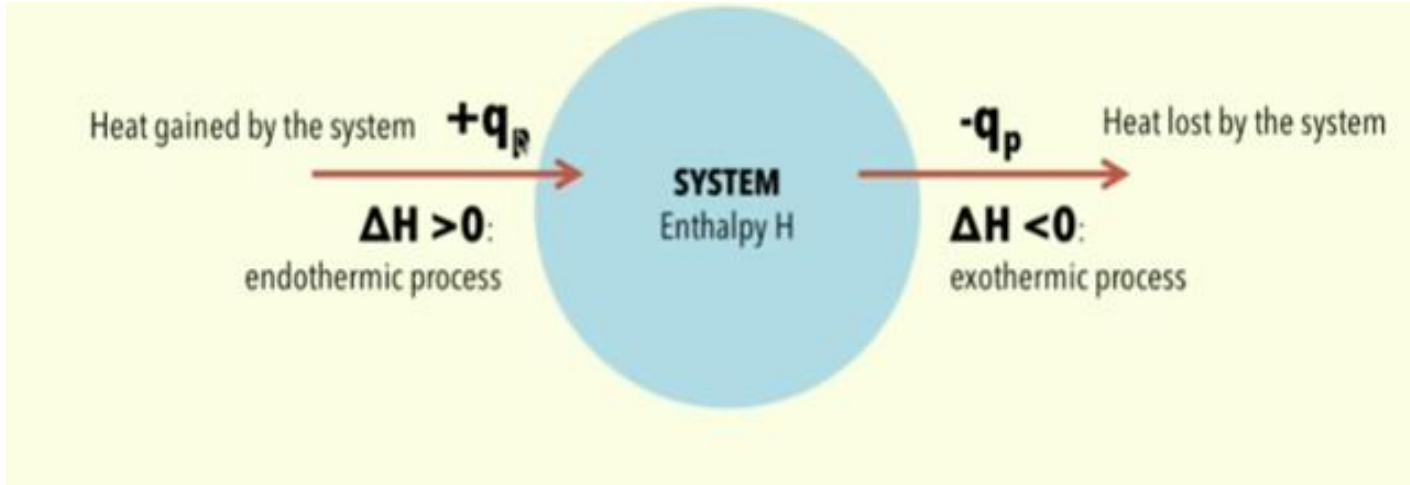 Heat gained by the system +qp
ΔH >0:
endothermic process
SYSTEM
Enthalpy H
-qp Heat lost by the system
ΔH <0:
exothermic process